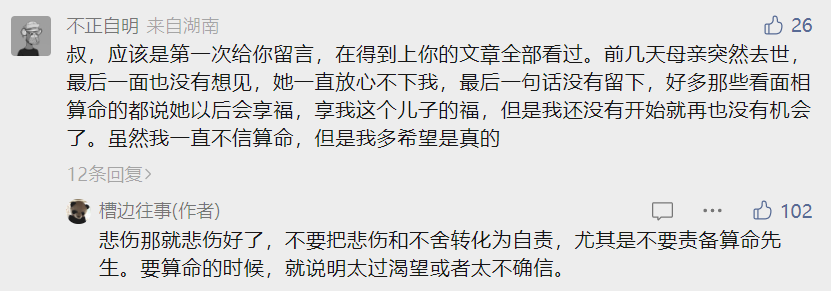 不正自明 来自湖南 26
叔，应该是第一次给你留言，在得到上你的文章全部看过。前几天母亲突然去世，
最后一面也没有想见，她一直放心不下我，最后一句话没有留下，好多那些看面相
算命的都说她以后会享福，享我这个儿子的福，但是我还没有开始就再也没有机会
了。虽然我一直不信算命，但是我多希望是真的
12条回复>
槽边往事(作者) 102
悲伤那就悲伤好了，不要把悲伤和不舍转化为自责，尤其是不要责备算命先
生。要算命的时候，就说明太过渴望或者太不确信。